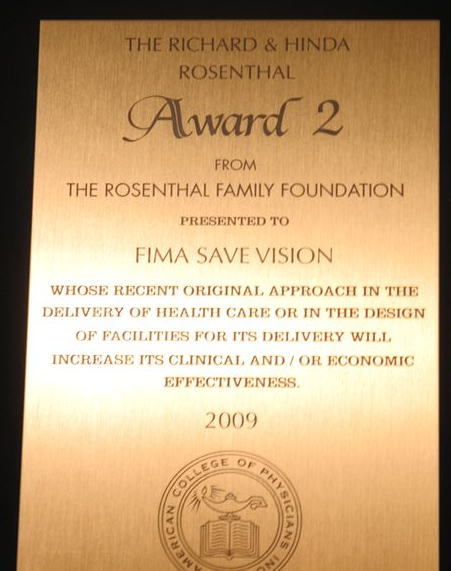 THE RICHARD & HINDA
ROSENTHAL
Award 2
FROM
THE ROSENTHAL FAMILY FOUNDATION
PRESENTED TO
FIMA SAVE VISION
WHOSE RECENT ORIGINAL APPROACH IN THE
DELIVERY OF HEALTH CARE OR IN THE DESIGN
OF FACILITIES FOR ITS DELIVERY WILL
INCREASE ITS CLINICAL AND / OR ECONOMIC
EFFECTIVENESS.
2009
AMERICAN COLLEGE OF PHYSICIANS INC